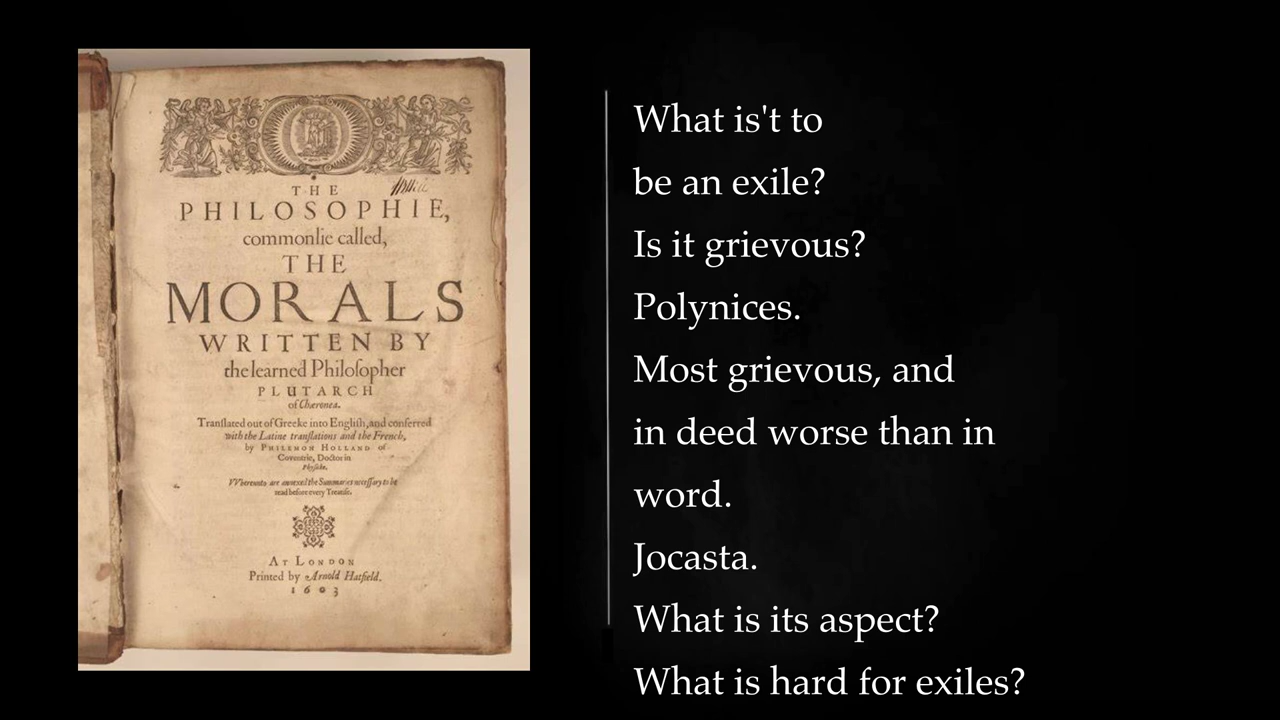 THE
PHILOSOPHIE,
commonlie called,
THE
MORALS
WRITTEN BY
the learned Philoſopher
PLUTARCH
of Chæronea.
Tranſlated out of Greeke into Engliſh, and conferred
with the Latine tranſlations and the French,
by PHILEMON HOLLAND of
Coventrie, Doctor in
Phyſicke.
VVhereunto are annexed the Summaries neceſſary to be
read before every Treatiſe.
AT LONDON
Printed by Arnold Hatfield.
1603
What is't to
be an exile?
Is it grievous?
Polynices.
Most grievous, and
in deed worse than in
word.
Jocasta.
What is its aspect?
What is hard for exiles?